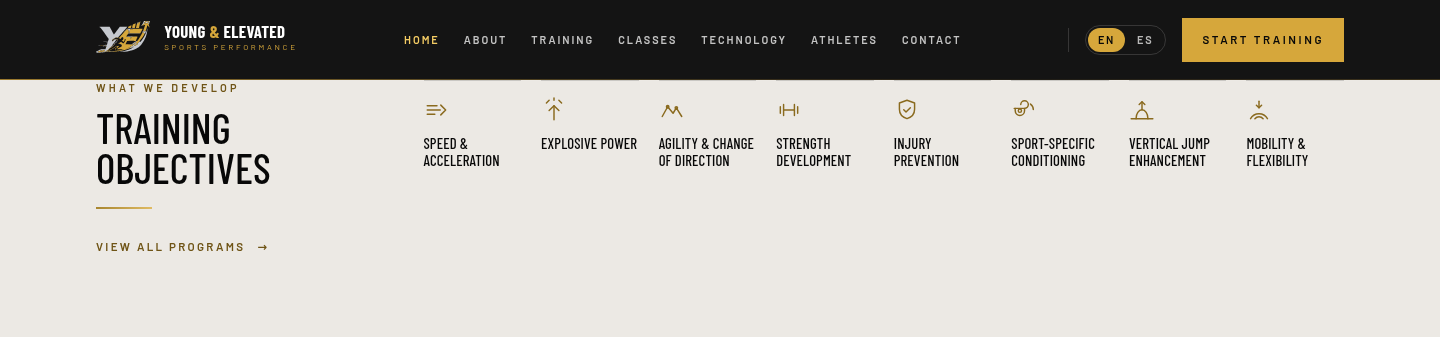 YE
YOUNG & ELEVATED
SPORTS PERFORMANCE
HOME ABOUT TRAINING CLASSES TECHNOLOGY ATHLETES CONTACT
EN ES
START TRAINING
WHAT WE DEVELOP
TRAINING
OBJECTIVES
VIEW ALL PROGRAMS →
SPEED &
ACCELERATION
EXPLOSIVE POWER
AGILITY & CHANGE
OF DIRECTION
STRENGTH
DEVELOPMENT
INJURY
PREVENTION
SPORT-SPECIFIC
CONDITIONING
VERTICAL JUMP
ENHANCEMENT
MOBILITY &
FLEXIBILITY